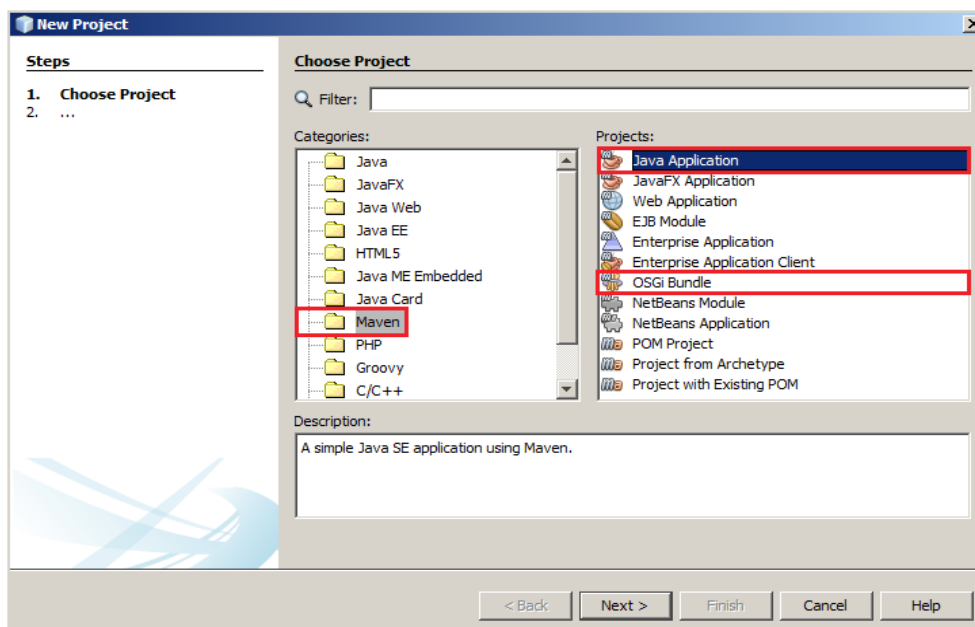 New Project
Steps
1. Choose Project
2. ...
Choose Project
Filter:
Categories:
Java
JavaFX
Java Web
Java EE
HTML5
Java ME Embedded
Java Card
Maven
PHP
Groovy
C/C++
Projects:
Java Application
JavaFX Application
Web Application
EJB Module
Enterprise Application
Enterprise Application Client
OSGi Bundle
NetBeans Module
NetBeans Application
POM Project
Project from Archetype
Project with Existing POM
Description:
A simple Java SE application using Maven.
< Back
Next >
Finish
Cancel
Help